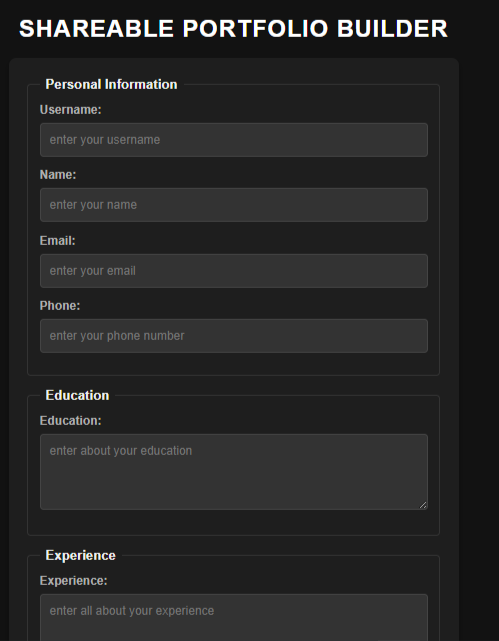 SHAREABLE PORTFOLIO BUILDER
Personal Information
Username:
enter your username
Name:
enter your name
Email:
enter your email
Phone:
enter your phone number
Education
Education:
enter about your education
Experience
Experience:
enter all about your experience